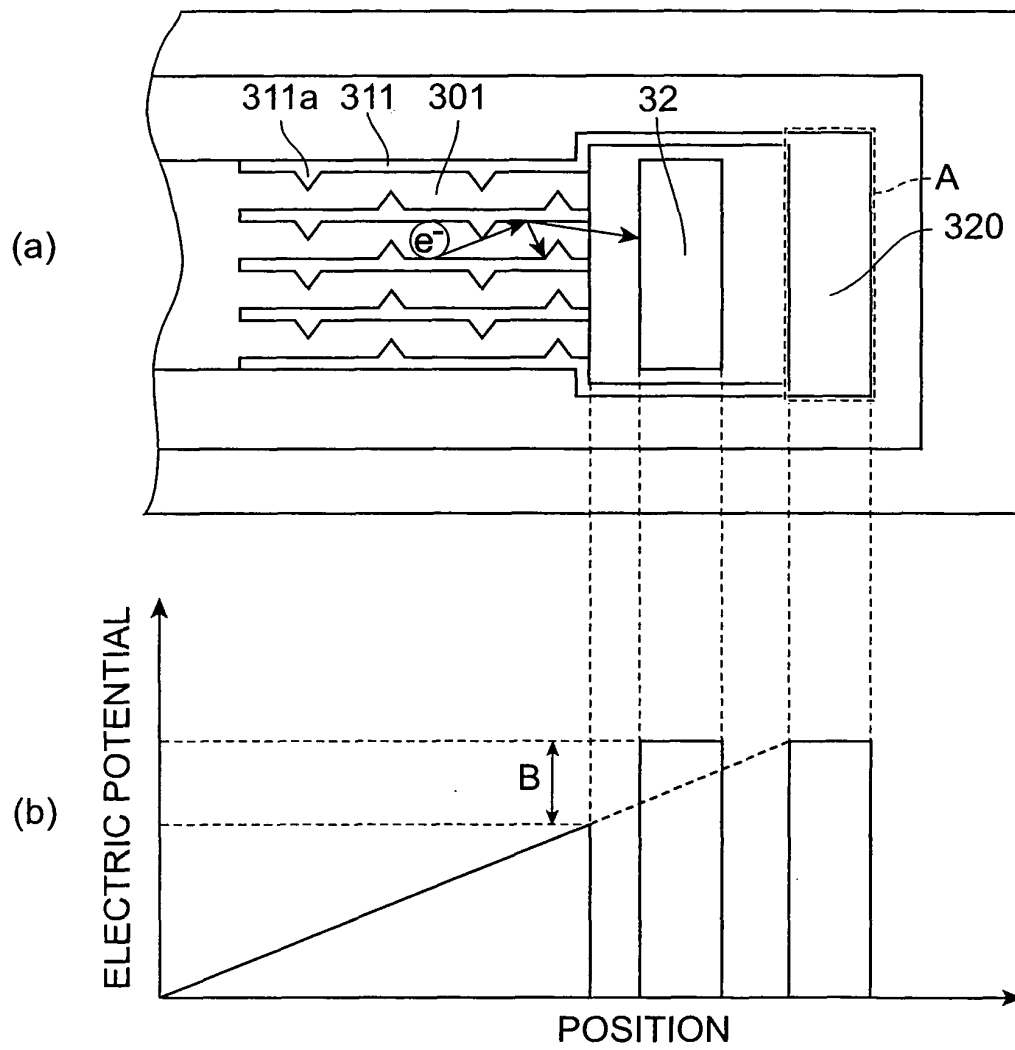 311a 311 301 32
A
(a)
e-
320
ELECTRIC POTENTIAL
B
(b)
POSITION